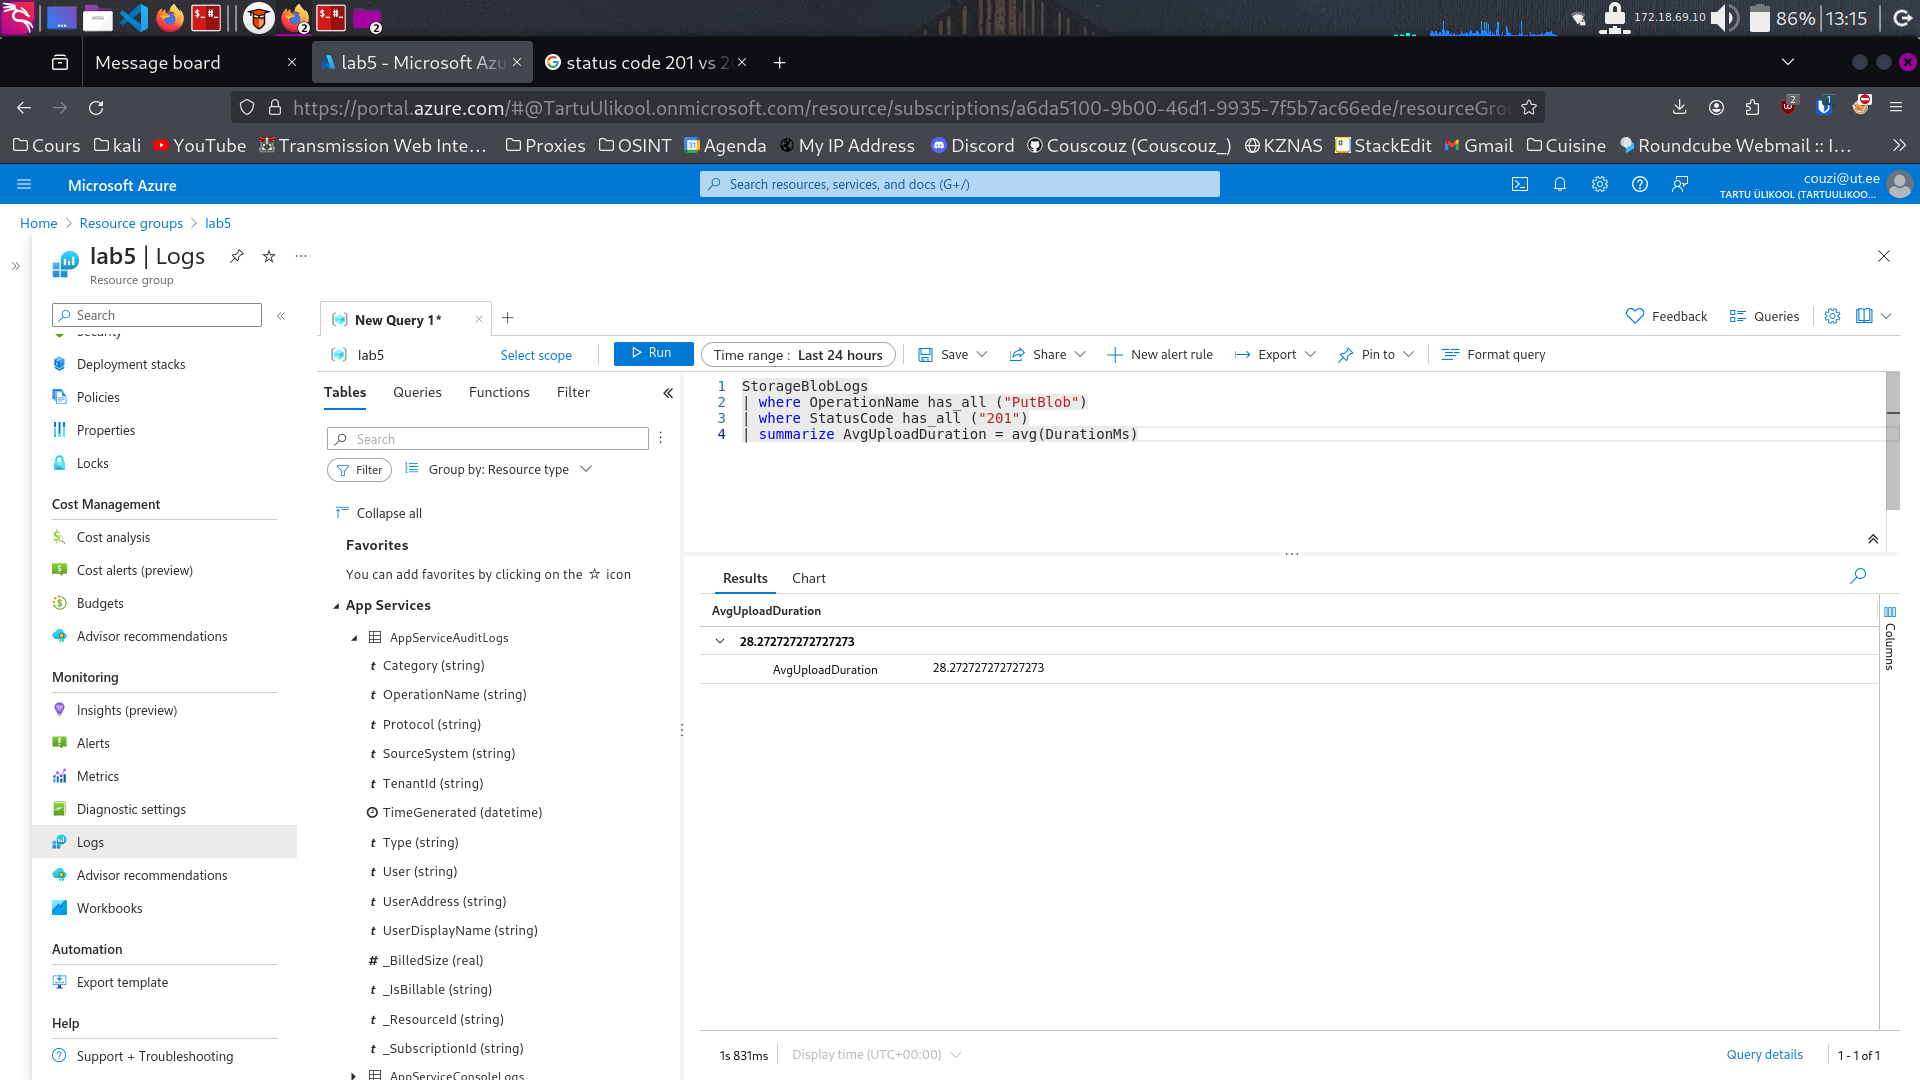 2
2
172.18.69.10
86%
13:15
Message board
lab5 - Microsoft Azu
status code 201 vs 2
https://portal.azure.com/#@TartuUlikool.onmicrosoft.com/resource/subscriptions/a6da5100-9b00-46d1-9935-7f5b7ac66ede/resourceGrou
2
1
Cours
kali
YouTube
Transmission Web Inte…
Proxies
OSINT
Agenda
My IP Address
Discord
Couscouz (Couscouz_)
KZNAS
StackEdit
Gmail
Cuisine
Roundcube Webmail :: I…
Microsoft Azure
Search resources, services, and docs (G+/)
couzi@ut.ee
TARTU ÜLIKOOL (TARTUULIKOO...
Home
Resource groups
lab5
lab5 | Logs
Resource group
Search
Security
Deployment stacks
Policies
Properties
Locks
Cost Management
Cost analysis
Cost alerts (preview)
Budgets
Advisor recommendations
Monitoring
Insights (preview)
Alerts
Metrics
Diagnostic settings
Logs
Advisor recommendations
Workbooks
Automation
Export template
Help
Support + Troubleshooting
New Query 1*
Feedback
Queries
lab5
Select scope
Run
Time range : Last 24 hours
Save
Share
New alert rule
Export
Pin to
Format query
Tables
Queries
Functions
Filter
Search
Filter
Group by: Resource type
Collapse all
Favorites
You can add favorites by clicking on the ☆ icon
App Services
AppServiceAuditLogs
t Category (string)
t OperationName (string)
t Protocol (string)
t SourceSystem (string)
t TenantId (string)
TimeGenerated (datetime)
t Type (string)
t User (string)
t UserAddress (string)
t UserDisplayName (string)
# _BilledSize (real)
t _IsBillable (string)
t _ResourceId (string)
t _SubscriptionId (string)
AppServiceConsoleLogs
1 StorageBlobLogs
2 | where OperationName has_all ("PutBlob")
3 | where StatusCode has_all ("201")
4 | summarize AvgUploadDuration = avg(DurationMs)
Results
Chart
AvgUploadDuration
28.272727272727273
AvgUploadDuration
28.272727272727273
Columns
1s 831ms
Display time (UTC+00:00)
Query details
1 - 1 of 1